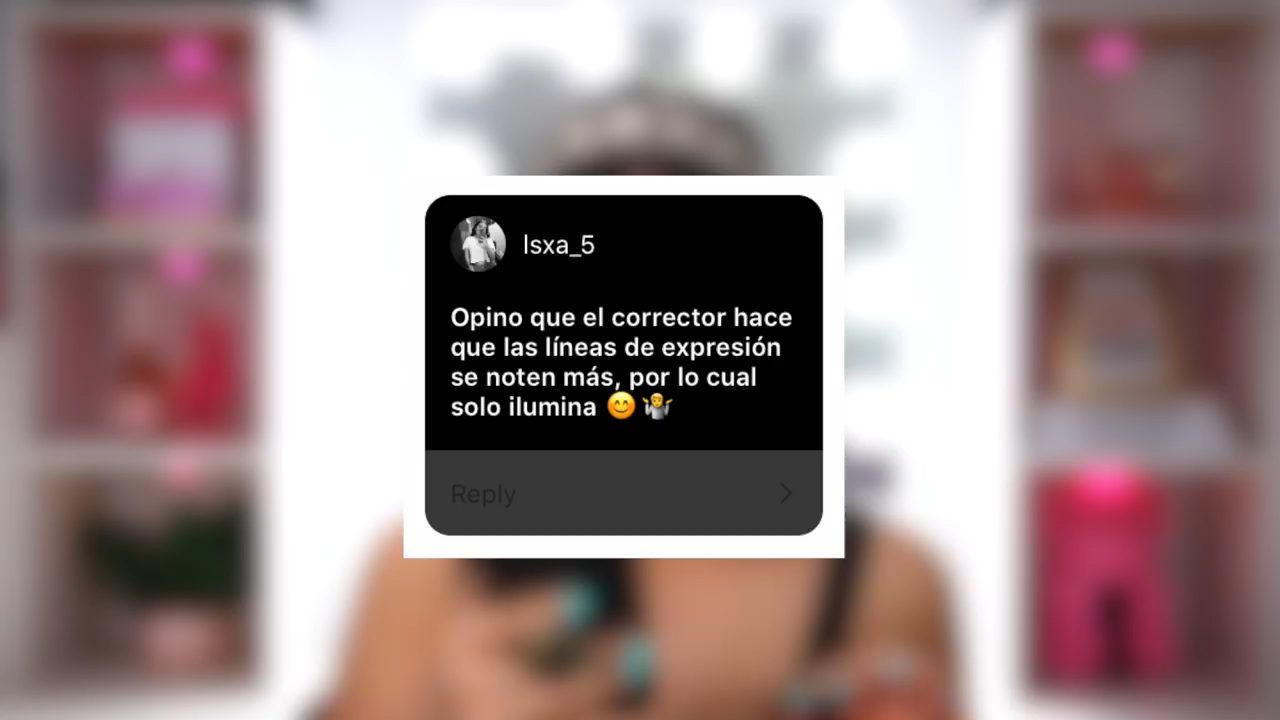 lsxa_5
Opino que el corrector hace
que las líneas de expresión
se noten más, por lo cual
solo ilumina 😊 🤷‍♀️
Reply